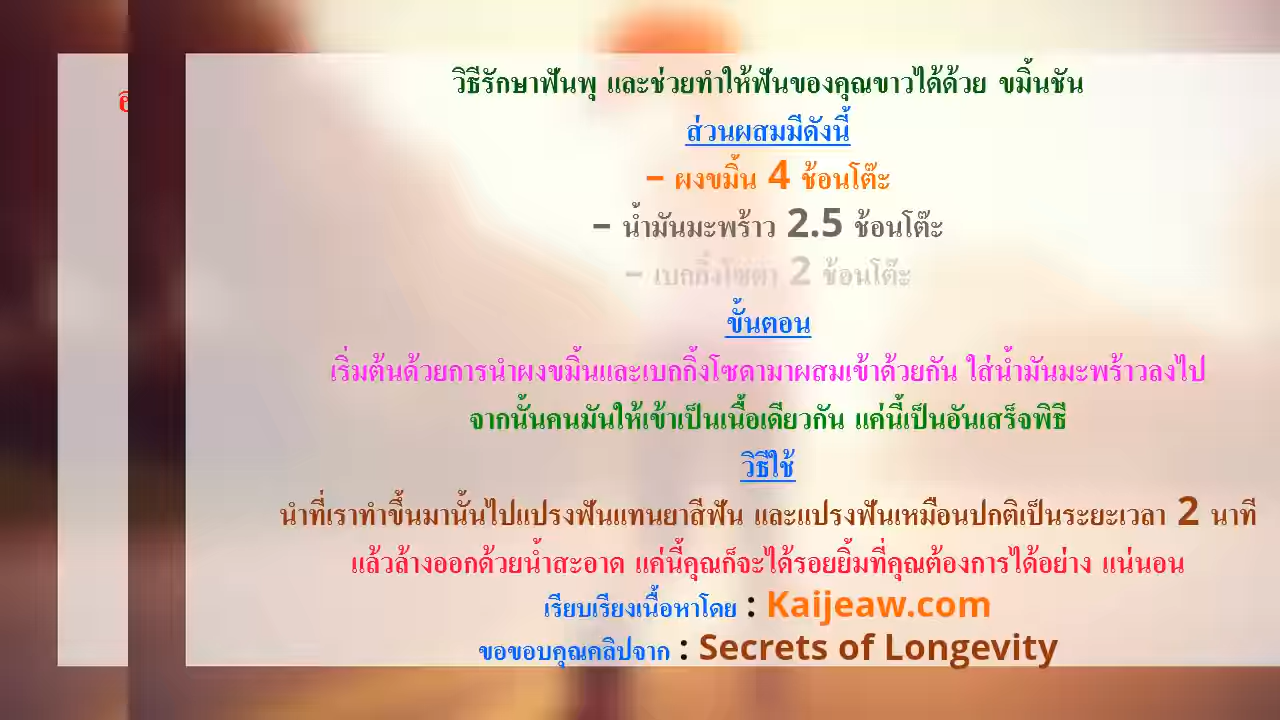 วิธีรักษาฟันพุ และช่วยทำให้ฟันของคุณขาวได้ด้วย ขมิ้นชัน
ส่วนผสมมีดังนี้
– ผงขมิ้น 4 ช้อนโต๊ะ
– น้ำมันมะพร้าว 2.5 ช้อนโต๊ะ
– เบกกิ้งโซดา 2 ช้อนโต๊ะ
ขั้นตอน
เริ่มต้นด้วยการนำผงขมิ้นและเบกกิ้งโซดามาผสมเข้าด้วยกัน ใส่น้ำมันมะพร้าวลงไป
จากนั้นคนมันให้เข้าเป็นเนื้อเดียวกัน แค่นี้เป็นอันเสร็จพิธี
วิธีใช้
นำที่เราทำขึ้นมานั้นไปแปรงฟันแทนยาสีฟัน และแปรงฟันเหมือนปกติเป็นระยะเวลา 2 นาที
แล้วล้างออกด้วยน้ำสะอาด แค่นี้คุณก็จะได้รอยยิ้มที่คุณต้องการได้อย่าง แน่นอน
เรียบเรียงเนื้อหาโดย : Kaijeaw.com
ขอขอบคุณคลิปจาก : Secrets of Longevity